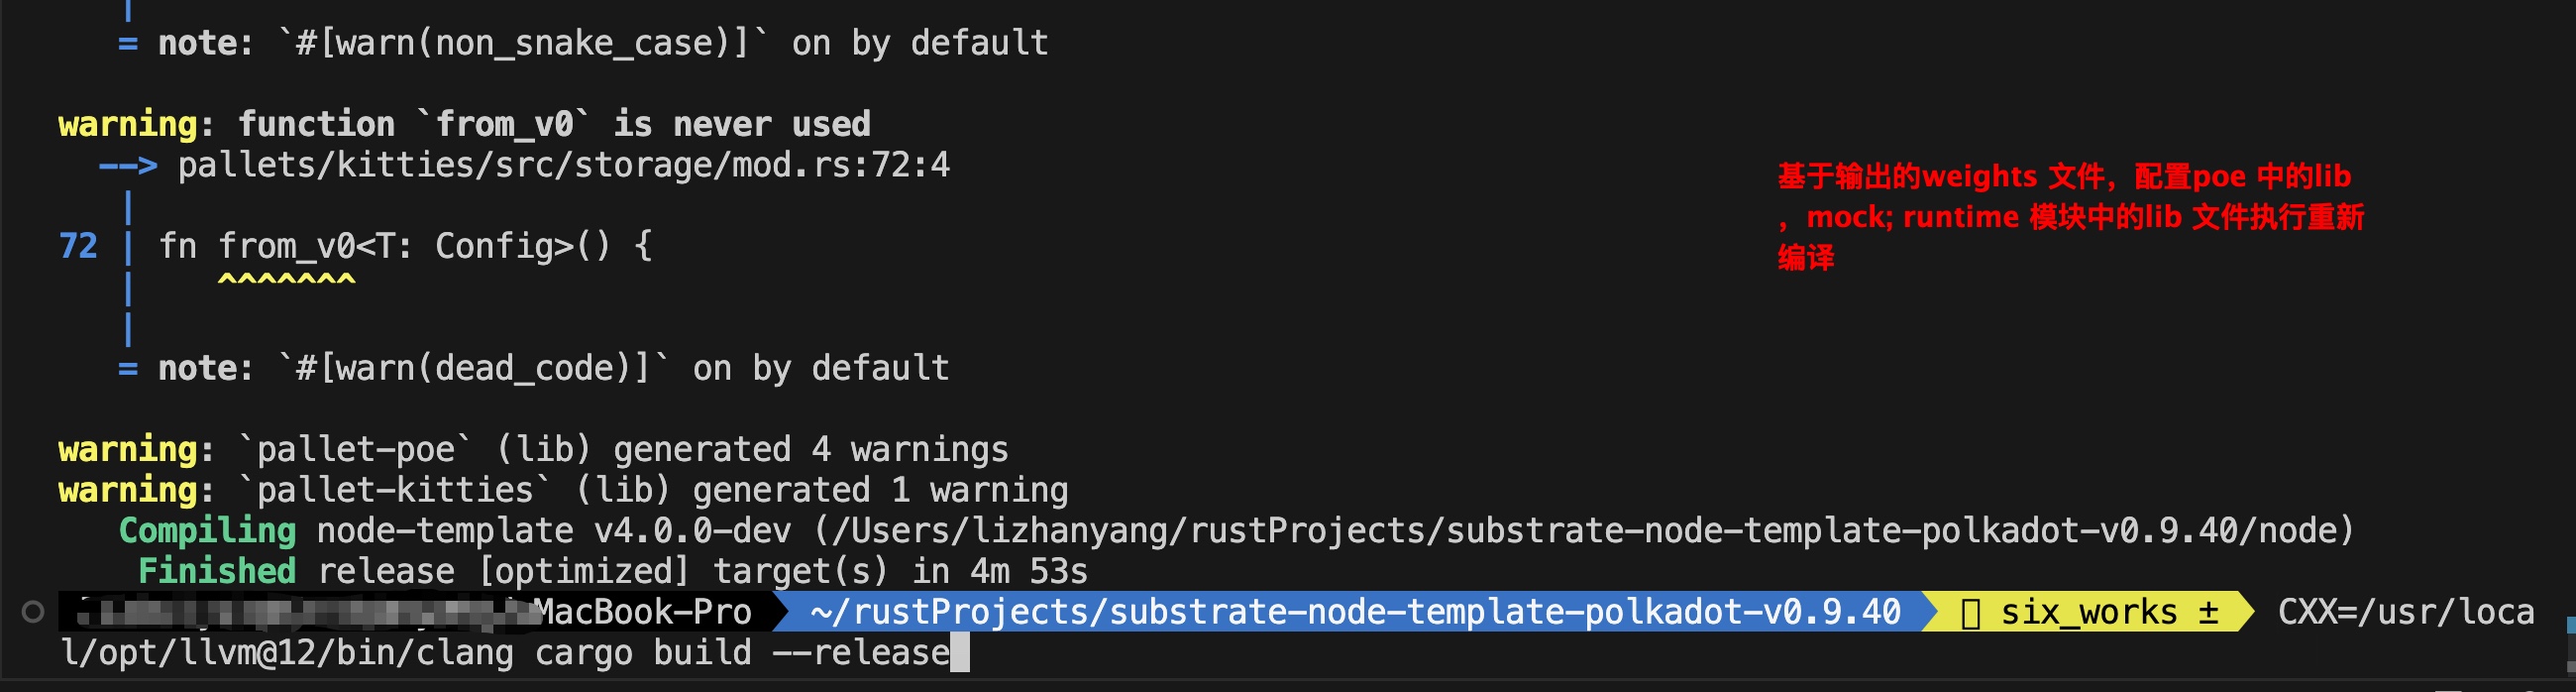 = note: `#[warn(non_snake_case)]` on by default
warning: function `from_v0` is never used
--> pallets/kitties/src/storage/mod.rs:72:4
|
72 | fn from_v0<T: Config>() {
| ^^^^^^^
|
= note: `#[warn(dead_code)]` on by default
基于输出的weights 文件，配置poe 中的lib
，mock; runtime 模块中的lib 文件执行重新
编译
warning: `pallet-poe` (lib) generated 4 warnings
warning: `pallet-kitties` (lib) generated 1 warning
Compiling node-template v4.0.0-dev (/Users/lizhanyang/rustProjects/substrate-node-template-polkadot-v0.9.40/node)
Finished release [optimized] target(s) in 4m 53s
MacBook-Pro ~/rustProjects/substrate-node-template-polkadot-v0.9.40 six_works ± CXX=/usr/loca
l/opt/llvm@12/bin/clang cargo build --release